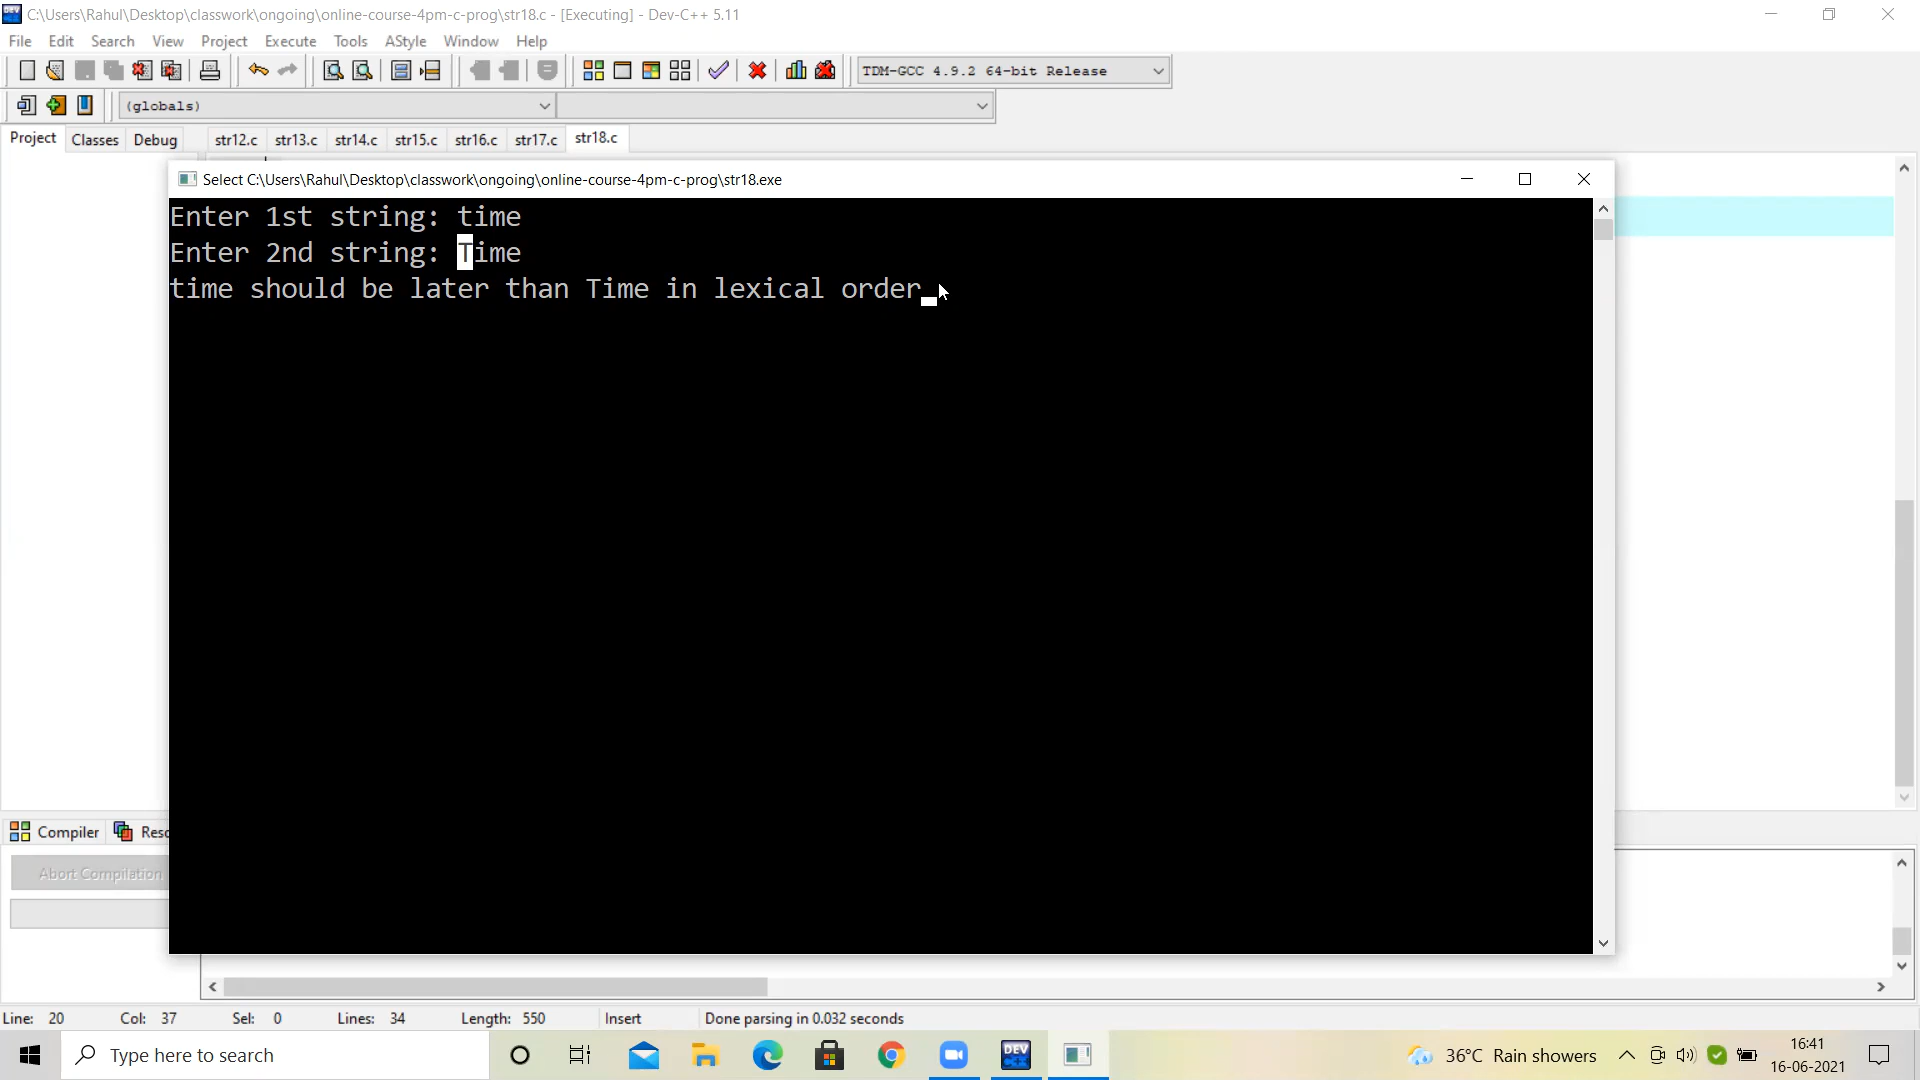 C:\Users\Rahul\Desktop\classwork\ongoing\online-course-4pm-c-prog\str18.c - [Executing] - Dev-C++ 5.11
File Edit Search View Project Execute Tools AStyle Window Help
TDM-GCC 4.9.2 64-bit Release
(globals)
Project Classes Debug str12.c str13.c str14.c str15.c str16.c str17.c str18.c
Select C:\Users\Rahul\Desktop\classwork\ongoing\online-course-4pm-c-prog\str18.exe
Enter 1st string: time
Enter 2nd string: Time
time should be later than Time in lexical order
Compiler Reso
Abort Compilation
Line: 20 Col: 37 Sel: 0 Lines: 34 Length: 550 Insert Done parsing in 0.032 seconds
Type here to search
DEV
36°C Rain showers
16:41
16-06-2021